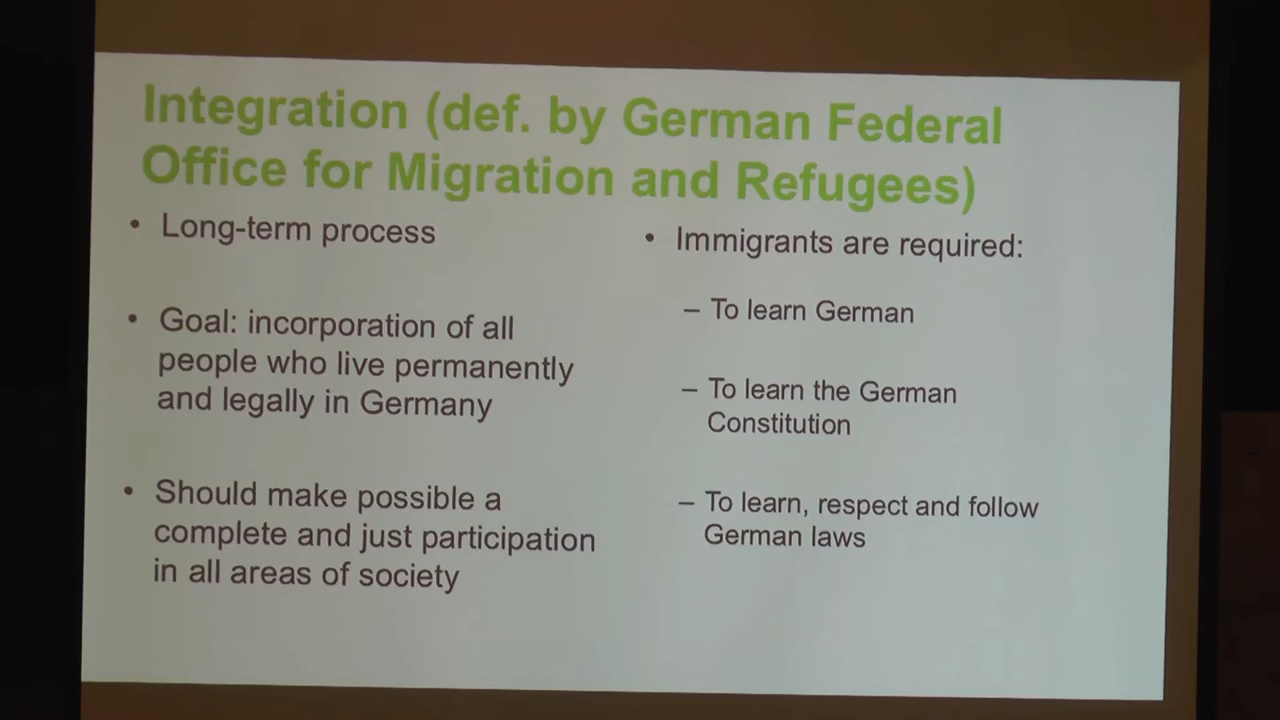 Integration (def. by German Federal
Office for Migration and Refugees)
• Long-term process
• Goal: incorporation of all
people who live permanently
and legally in Germany
• Should make possible a
complete and just participation
in all areas of society
• Immigrants are required:
– To learn German
– To learn the German
Constitution
– To learn, respect and follow
German laws